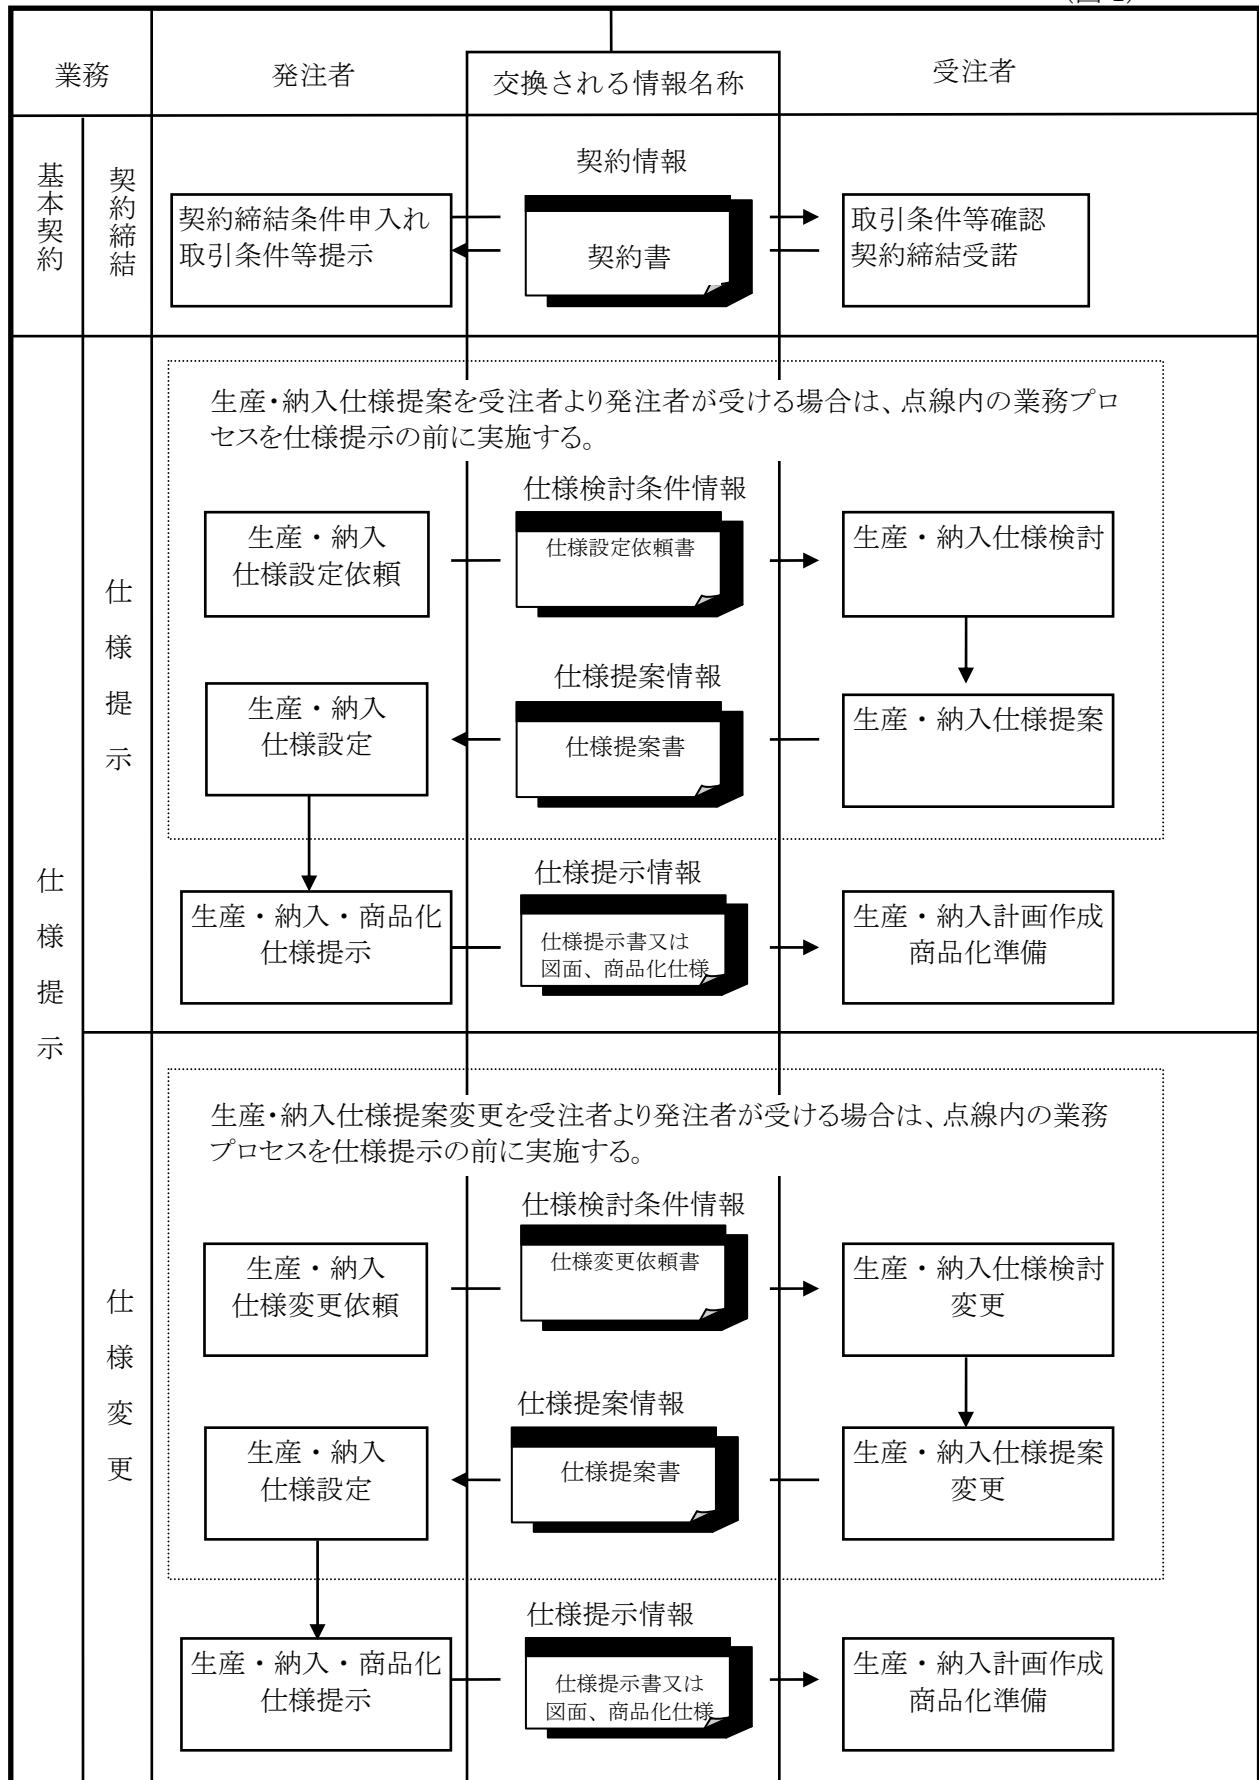 業務
発注者
交換される情報名称
受注者
基本契約
契約締結
契約情報
契約締結条件申入れ
取引条件等提示
契約書
取引条件等確認
契約締結受諾
仕様提示
仕様提示
生産・納入仕様提案を受注者より発注者が受ける場合は、点線内の業務プロ
セスを仕様提示の前に実施する。
仕様検討条件情報
生産・納入
仕様設定依頼
仕様設定依頼書
生産・納入仕様検討
仕様提案情報
生産・納入
仕様設定
仕様提案書
生産・納入仕様提案
仕様提示情報
生産・納入・商品化
仕様提示
仕様提示書又は
図面、商品化仕様
生産・納入計画作成
商品化準備
仕様変更
生産・納入仕様提案変更を受注者より発注者が受ける場合は、点線内の業務
プロセスを仕様提示の前に実施する。
仕様検討条件情報
生産・納入
仕様変更依頼
仕様変更依頼書
生産・納入仕様検討
変更
仕様提案情報
生産・納入
仕様設定
仕様提案書
生産・納入仕様提案
変更
仕様提示情報
生産・納入・商品化
仕様提示
仕様提示書又は
図面、商品化仕様
生産・納入計画作成
商品化準備